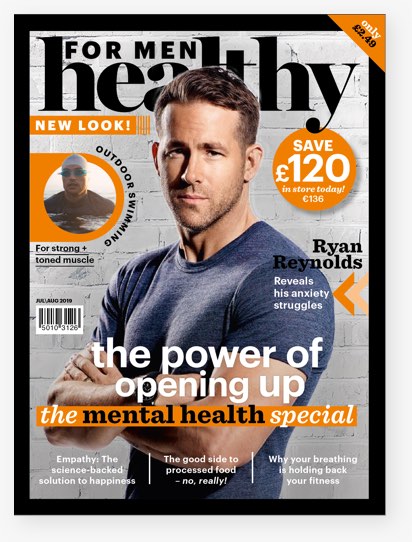 only
£2.49
FOR MEN
healthy
NEW LOOK!
OUTDOOR SWIMMING
For strong +
toned muscle
SAVE
£120
in store today!
€136
Ryan
Reynolds
Reveals
his anxiety
struggles
JUL\AUG 2019
5010 3126
the power of
opening up
the mental health special
Empathy: The
science-backed
solution to happiness
The good side to
processed food
– no, really!
Why your breathing
is holding back
your fitness